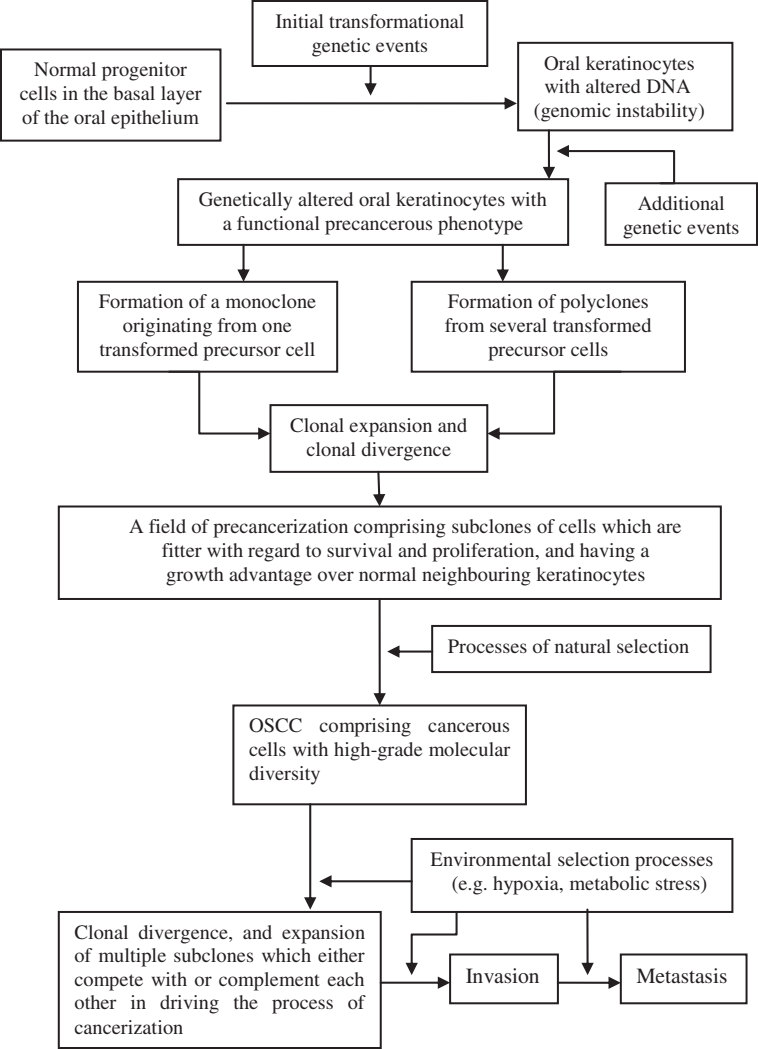 Initial transformational
genetic events
Normal progenitor
cells in the basal layer
of the oral epithelium
Oral keratinocytes
with altered DNA
(genomic instability)
Genetically altered oral keratinocytes with
a functional precancerous phenotype
Additional
genetic events
Formation of a monoclone
originating from one
transformed precursor cell
Formation of polyclones
from several transformed
precursor cells
Clonal expansion and
clonal divergence
A field of precancerization comprising subclones of cells which are
fitter with regard to survival and proliferation, and having a
growth advantage over normal neighbouring keratinocytes
Processes of natural selection
OSCC comprising cancerous
cells with high-grade molecular
diversity
Environmental selection processes
(e.g. hypoxia, metabolic stress)
Clonal divergence, and expansion
of multiple subclones which either
compete with or complement each
other in driving the process of
cancerization
Invasion
Metastasis